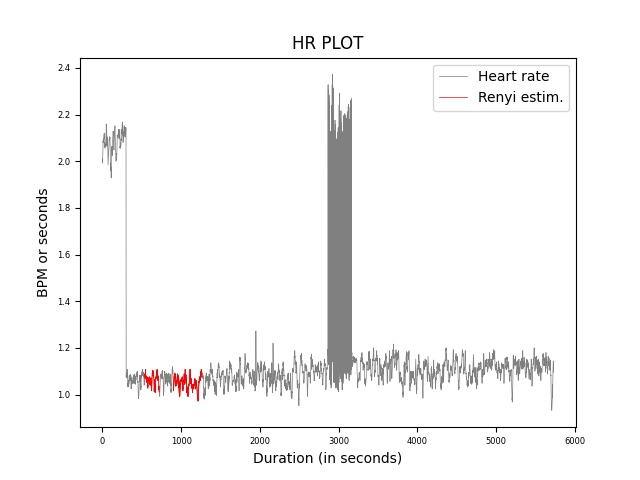 HR PLOT
Heart rate
Renyi estim.
BPM or seconds
2.4
2.2
2.0
1.8
1.6
1.4
1.2
1.0
0 1000 2000 3000 4000 5000 6000
Duration (in seconds)